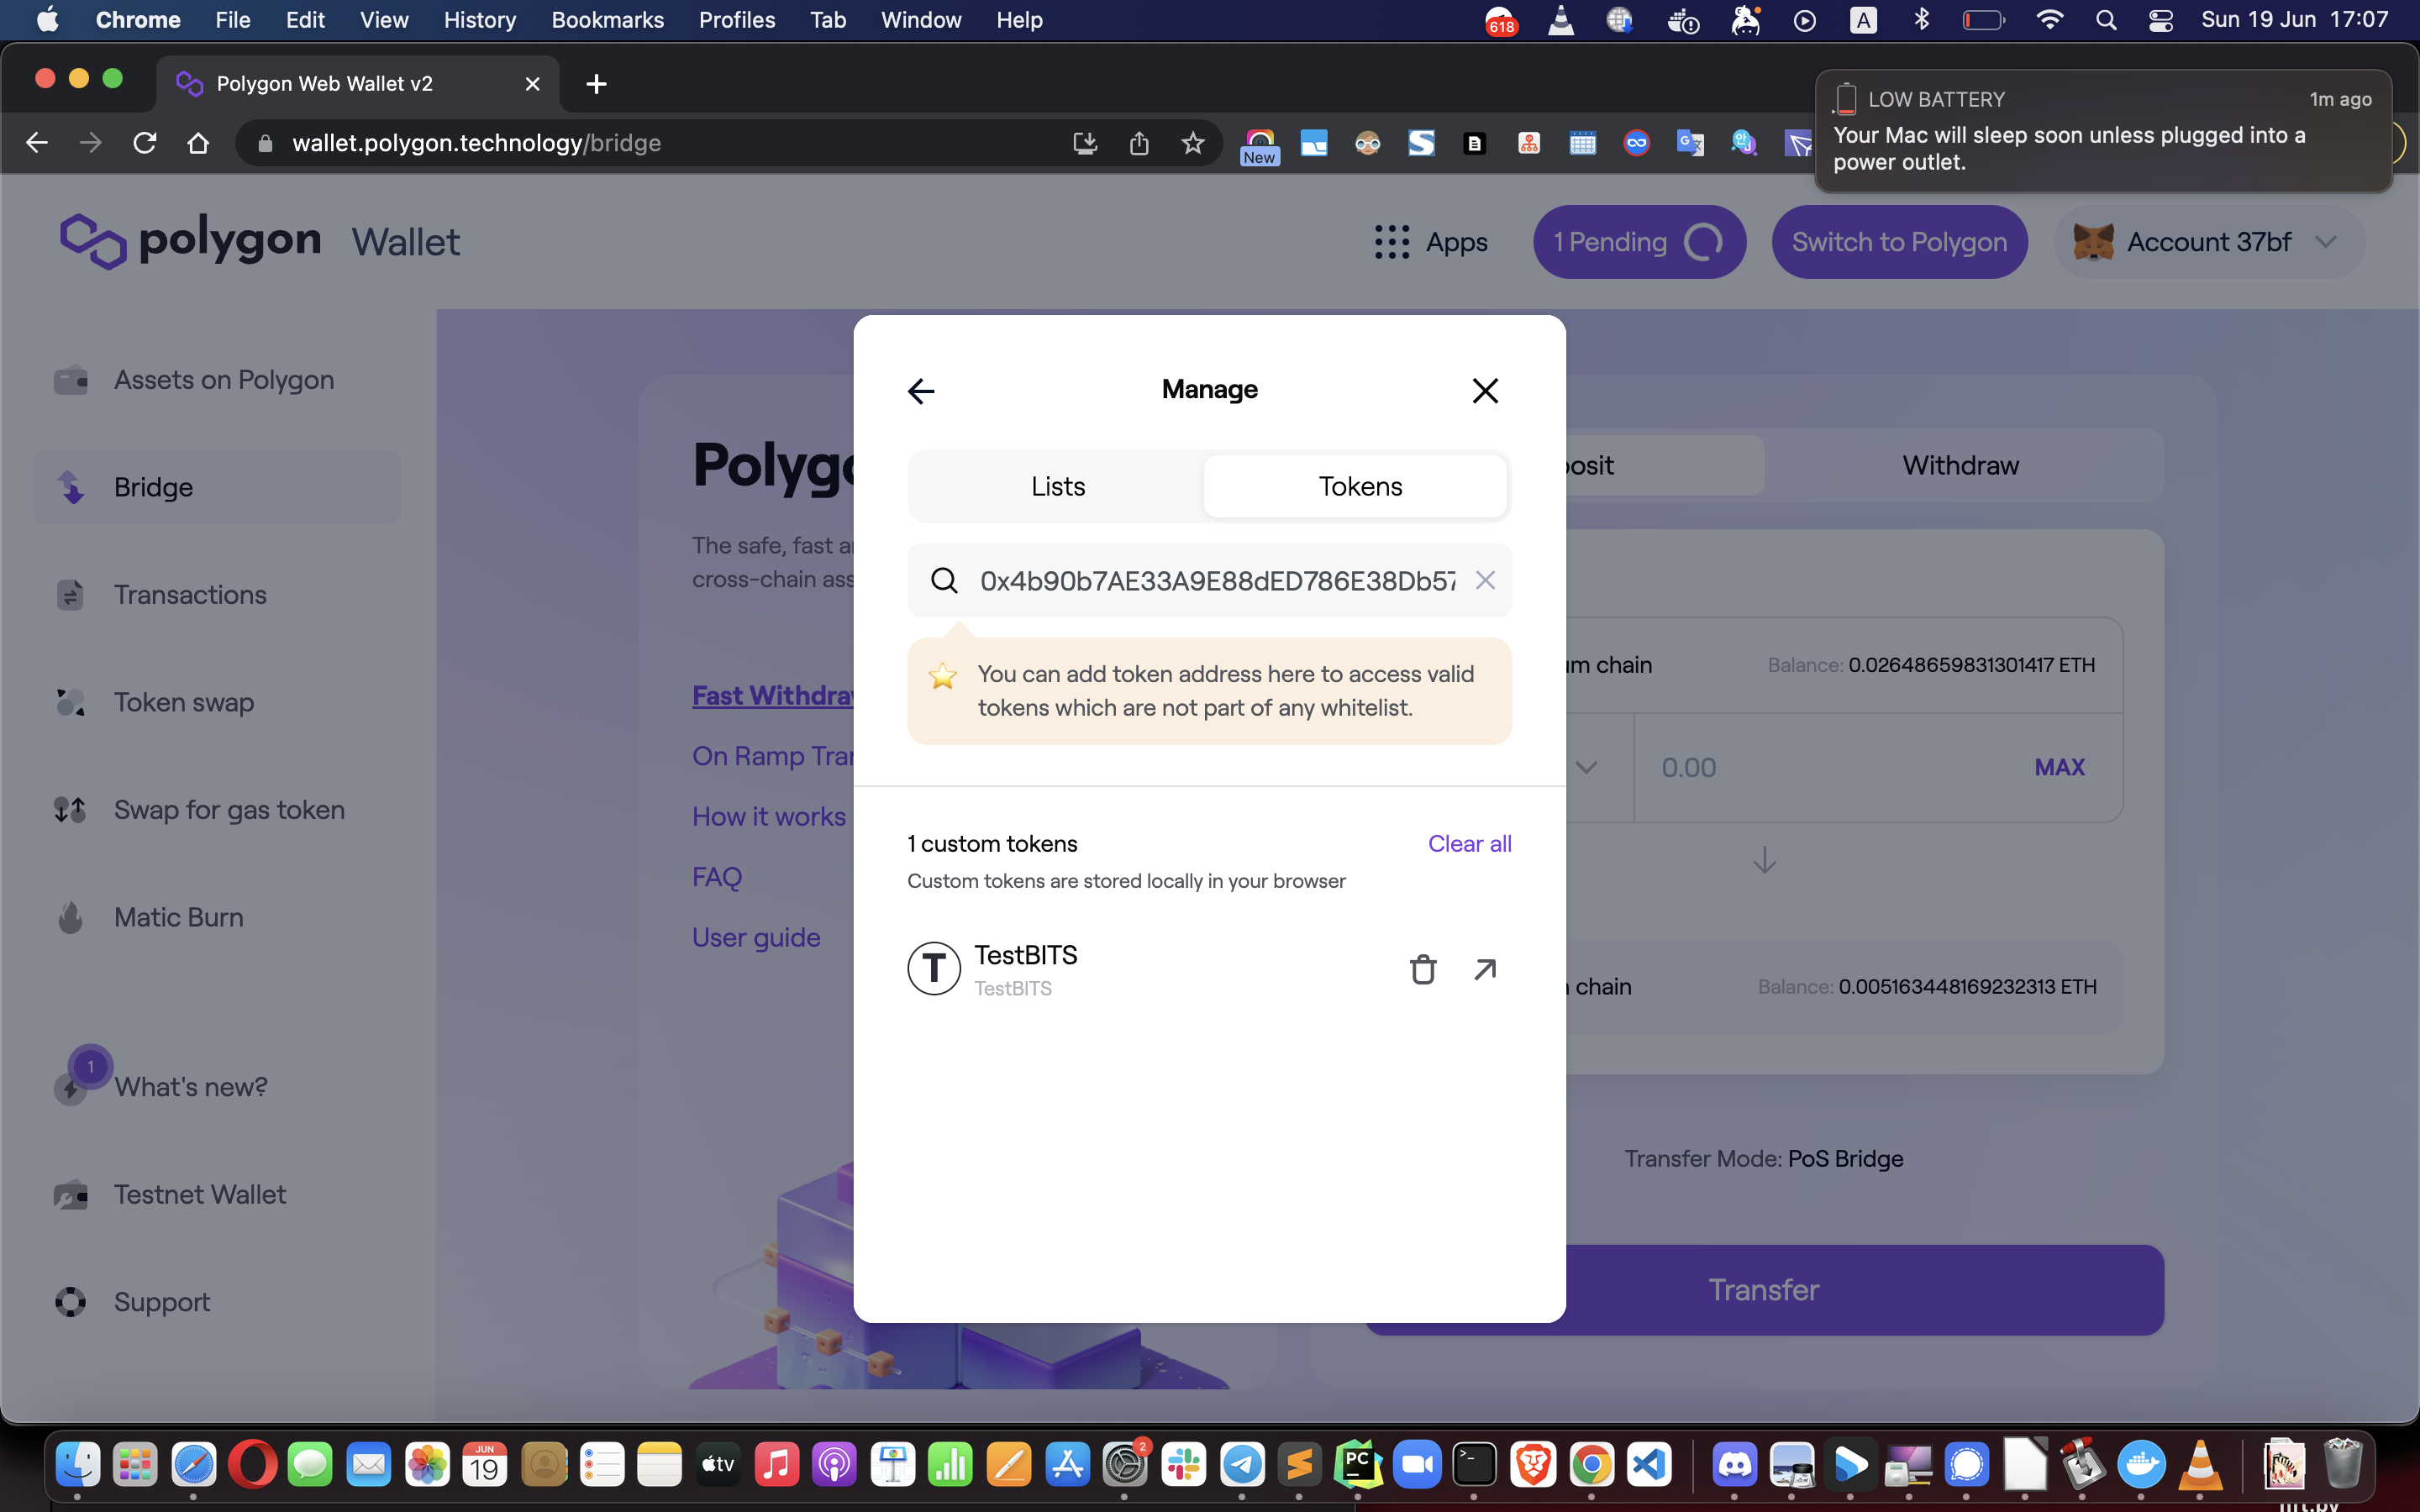 Chrome File Edit View History Bookmarks Profiles Tab Window Help
618
A
Sun 19 Jun 17:07
Polygon Web Wallet v2
wallet.polygon.technology/bridge
New
LOW BATTERY
1m ago
Your Mac will sleep soon unless plugged into a
power outlet.
polygon Wallet
Apps
1 Pending
Switch to Polygon
Account 37bf
Assets on Polygon
Bridge
Transactions
Token swap
Swap for gas token
Matic Burn
1
What's new?
Testnet Wallet
Support
Polygo
The safe, fast a
cross-chain ass
Fast Withdra
On Ramp Tra
How it works
FAQ
User guide
Manage
Lists
Tokens
0x4b90b7AE33A9E88dED786E38Db57
You can add token address here to access valid
tokens which are not part of any whitelist.
1 custom tokens
Clear all
Custom tokens are stored locally in your browser
T
TestBITS
TestBITS
osit
Withdraw
um chain
Balance: 0.02648659831301417 ETH
0.00
MAX
chain
Balance: 0.005163448169232313 ETH
Transfer Mode: PoS Bridge
Transfer
JUN
19
tv
2
PC